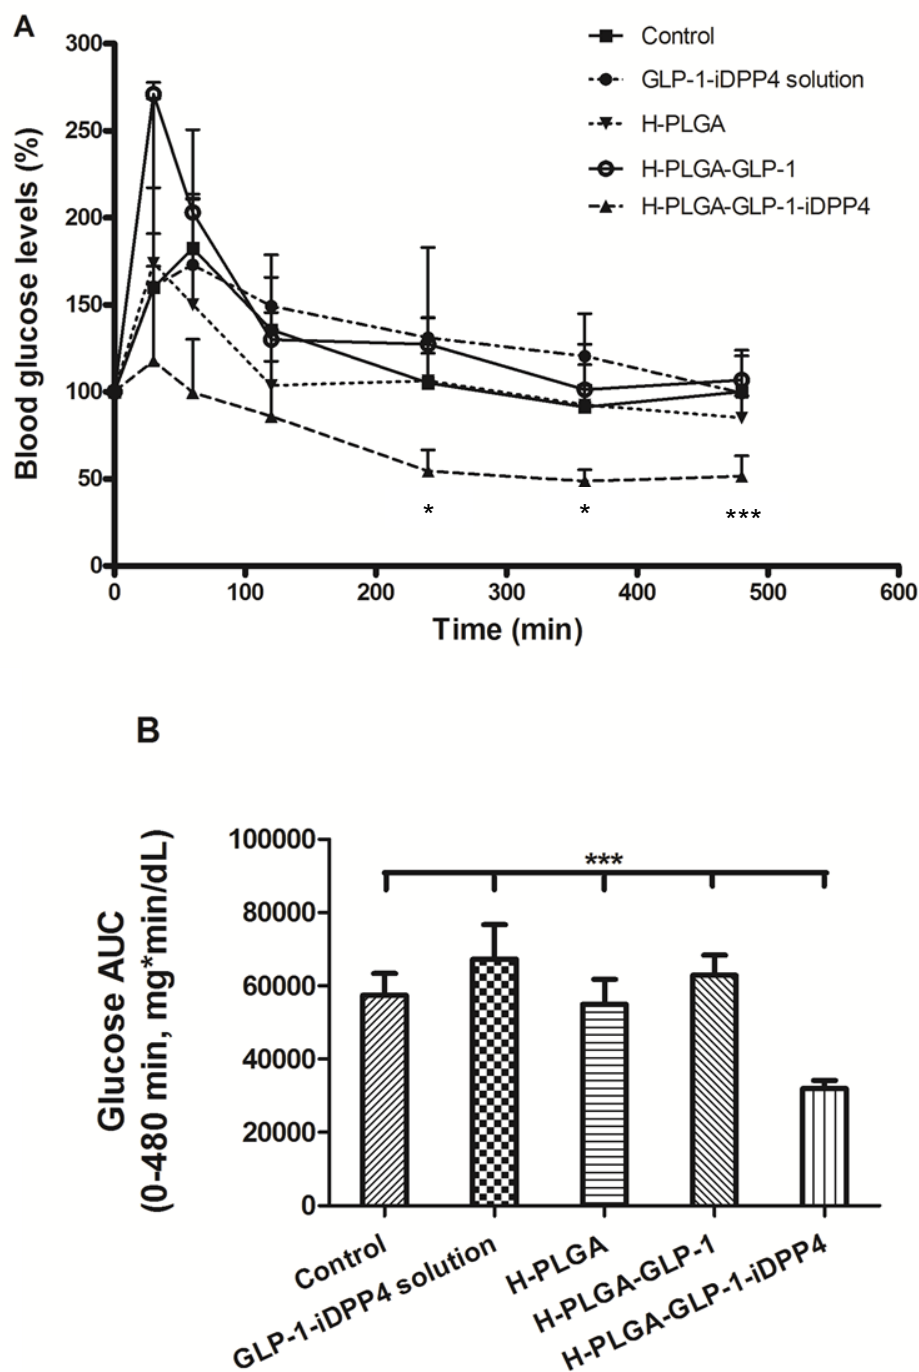 A
Blood glucose levels (%)
300
250
200
150
100
50
0
Control
GLP-1-iDPP4 solution
H-PLGA
H-PLGA-GLP-1
H-PLGA-GLP-1-iDPP4
* * ***
0 100 200 300 400 500 600
Time (min)
B
Glucose AUC
(0-480 min, mg*min/dL)
100000
80000
60000
40000
20000
0
***
Control
GLP-1-iDPP4 solution
H-PLGA
H-PLGA-GLP-1
H-PLGA-GLP-1-iDPP4